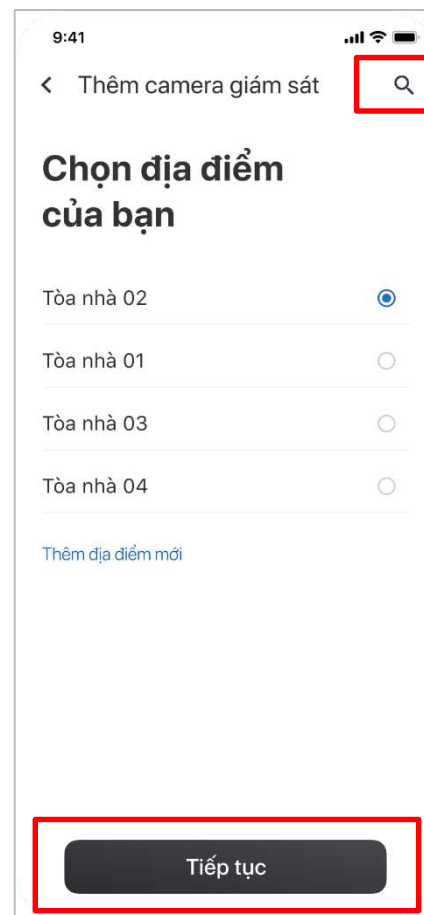 9:41
Thêm camera giám sát
Chọn địa điểm
của bạn
Tòa nhà 02
Tòa nhà 01
Tòa nhà 03
Tòa nhà 04
Thêm địa điểm mới
Tiếp tục